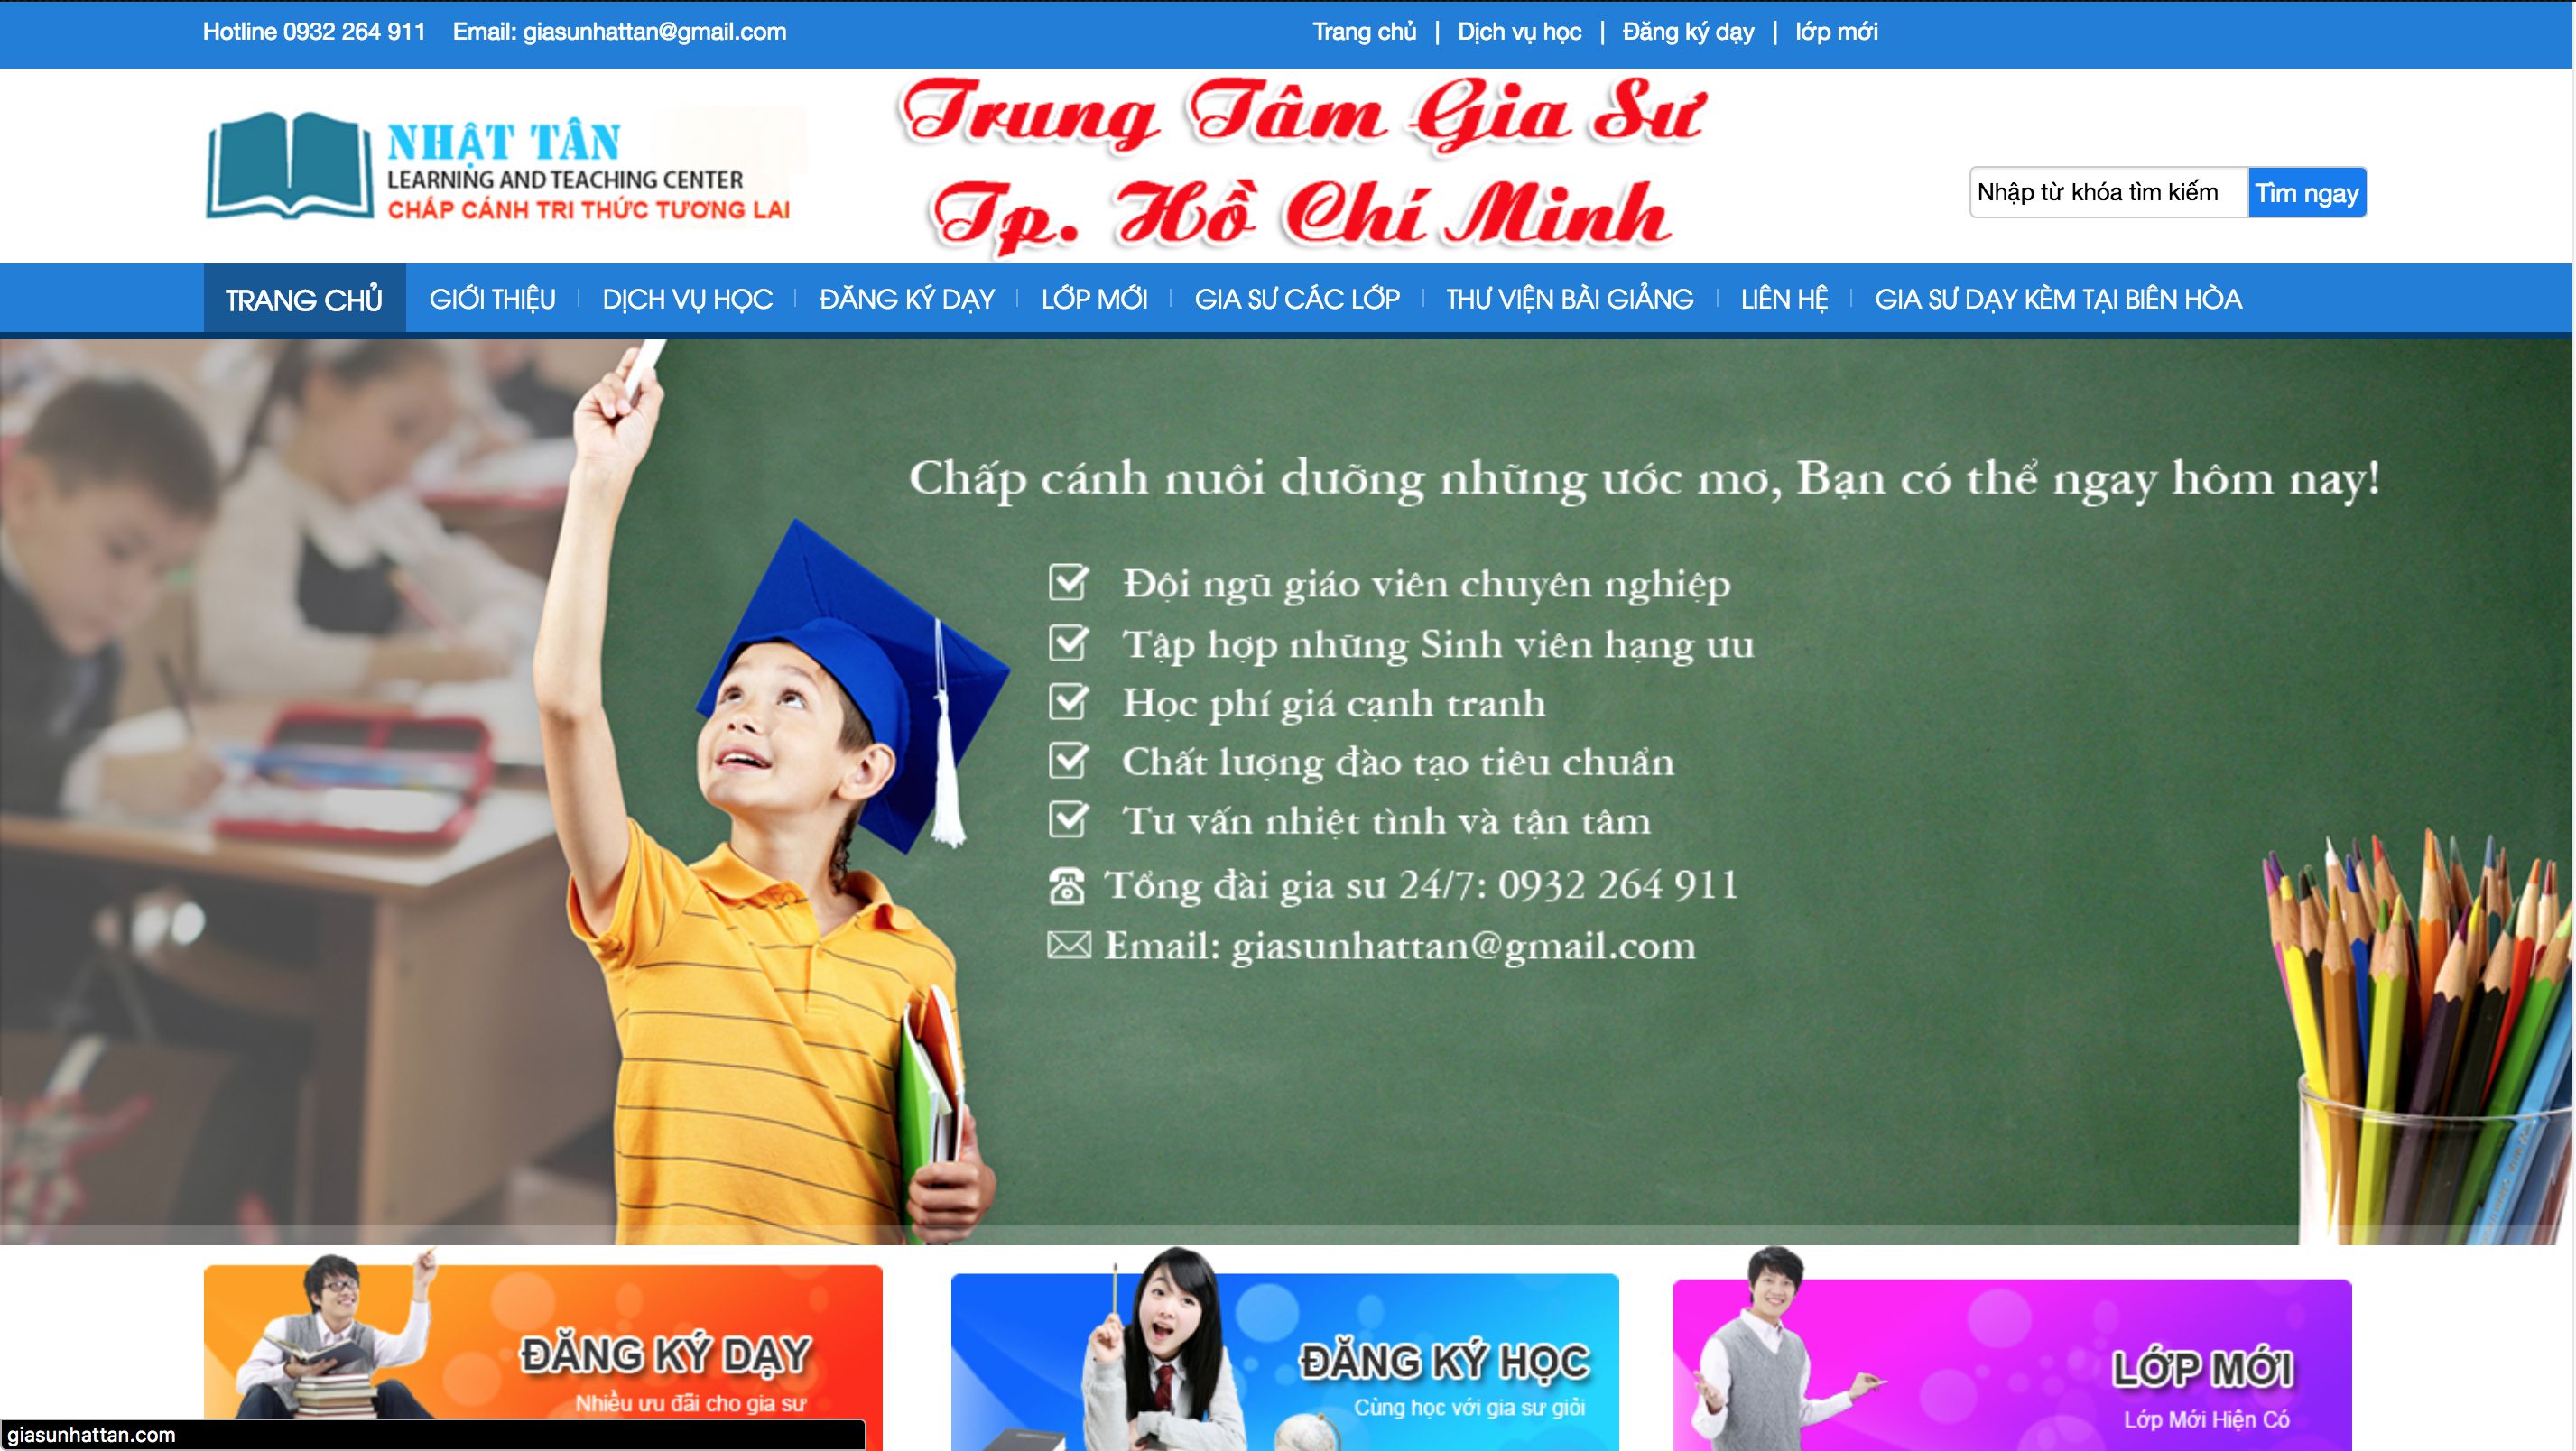 Hotline 0932 264 911 Email: giasunhattan@gmail.com
Trang chủ | Dịch vụ học | Đăng ký dạy | lớp mới
NHẬT TÂN
LEARNING AND TEACHING CENTER
CHẮP CÁNH TRI THỨC TƯƠNG LAI
Trung Tâm Gia Sư
Tp. Hồ Chí Minh
Nhập từ khóa tìm kiếm Tìm ngay
TRANG CHỦ GIỚI THIỆU DỊCH VỤ HỌC ĐĂNG KÝ DẠY LỚP MỚI GIA SƯ CÁC LỚP THƯ VIỆN BÀI GIẢNG LIÊN HỆ GIA SƯ DẠY KÈM TẠI BIÊN HÒA
Chấp cánh nuôi dưỡng những ước mơ, Bạn có thể ngay hôm nay!
Đội ngũ giáo viên chuyên nghiệp
Tập hợp những Sinh viên hạng ưu
Học phí giá cạnh tranh
Chất lượng đào tạo tiêu chuẩn
Tư vấn nhiệt tình và tận tâm
Tổng đài gia sư 24/7: 0932 264 911
Email: giasunhattan@gmail.com
ĐĂNG KÝ DẠY
Nhiều ưu đãi cho gia sư
ĐĂNG KÝ HỌC
Cùng học với gia sư giỏi
LỚP MỚI
Lớp Mới Hiện Có
giasunhattan.com